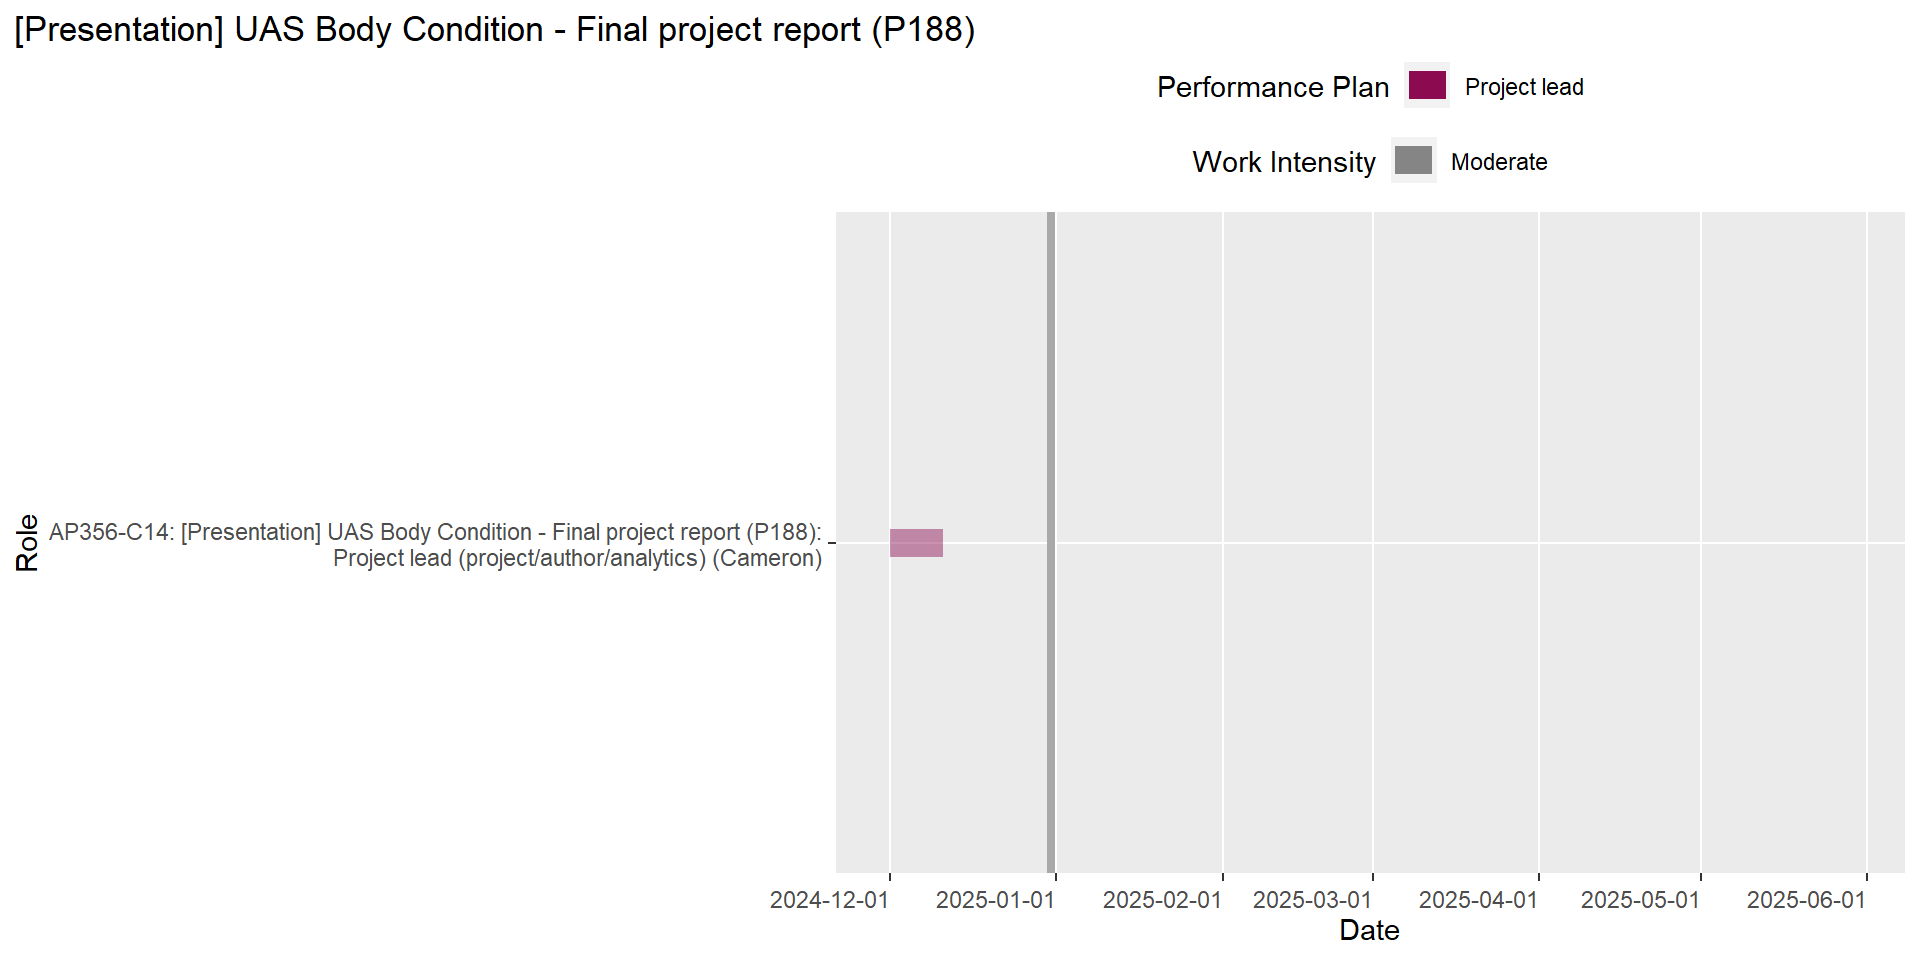 [Presentation] UAS Body Condition - Final project report (P188)
Performance Plan
Project lead
Work Intensity
Moderate
Role
AP356-C14: [Presentation] UAS Body Condition - Final project report (P188):
Project lead (project/author/analytics) (Cameron)
2024-12-01
2025-01-01
2025-02-01
2025-03-01
2025-04-01
2025-05-01
2025-06-01
Date